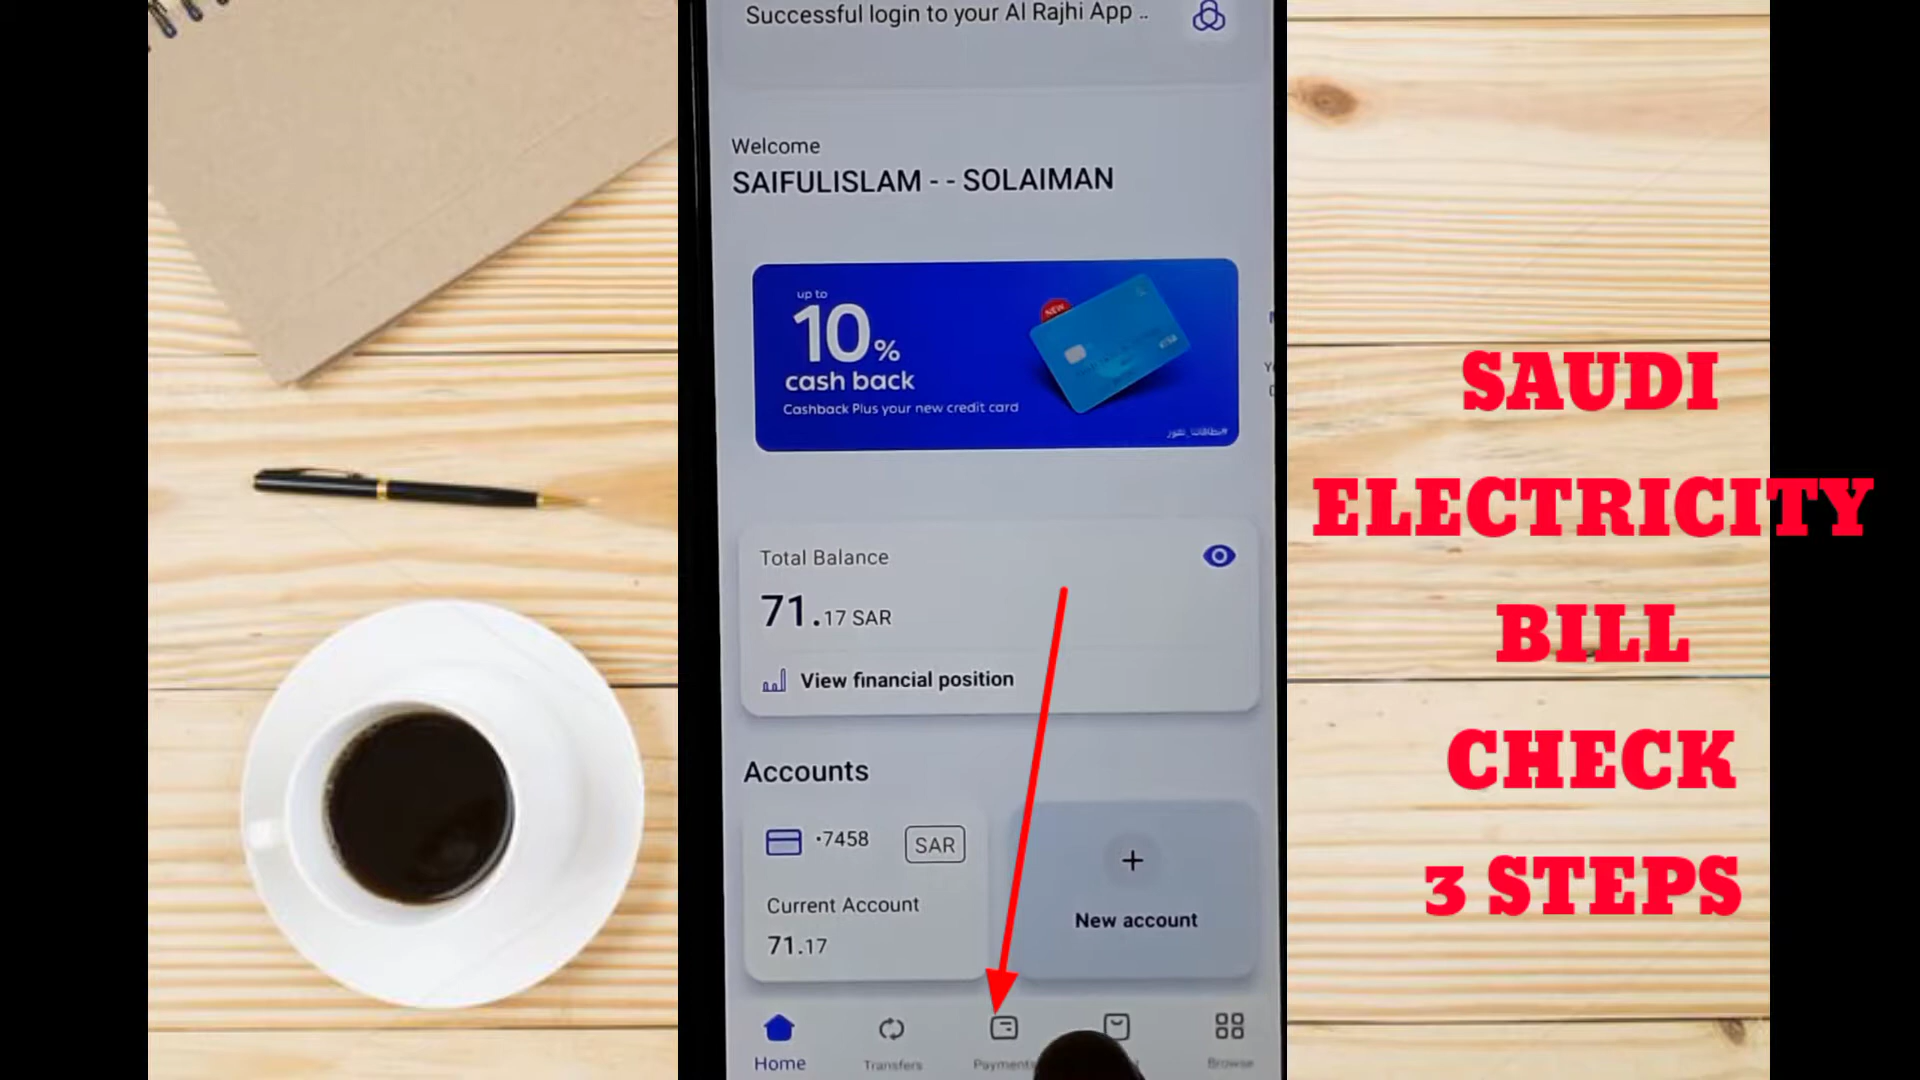 Successful login to your Al Rajhi App ..
Welcome
SAIFULISLAM - - SOLAIMAN
up to
10%
cash back
Cashback Plus your new credit card
NEW
VISA
Total Balance
71.17 SAR
View financial position
Accounts
·7458 SAR
Current Account
71.17
+
New account
Home
Transfers
Payments
Browse
SAUDI
ELECTRICITY
BILL
CHECK
3 STEPS